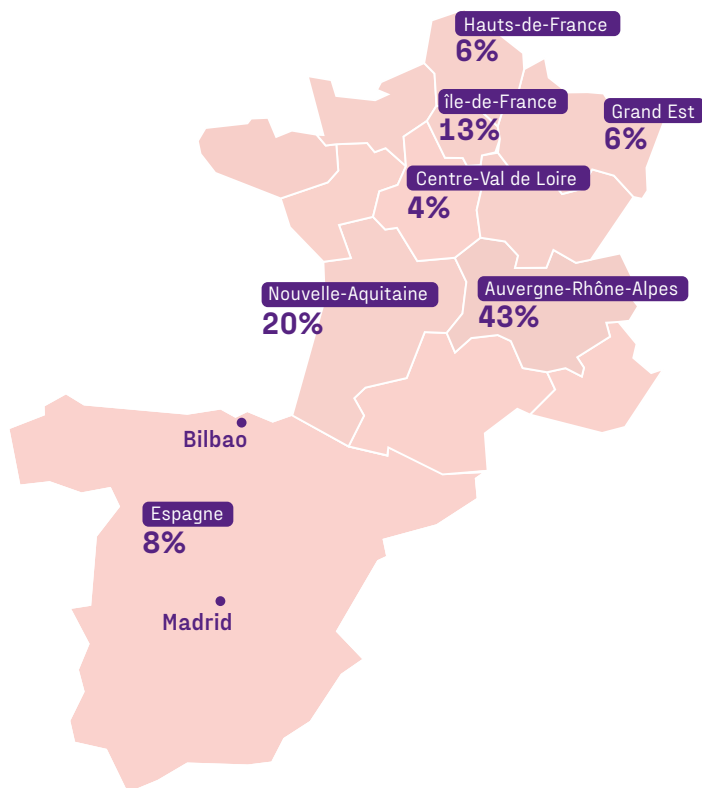 Hauts-de-France
6%
île-de-France
13%
Grand Est
6%
Centre-Val de Loire
4%
Nouvelle-Aquitaine
20%
Auvergne-Rhône-Alpes
43%
Bilbao
Espagne
8%
Madrid